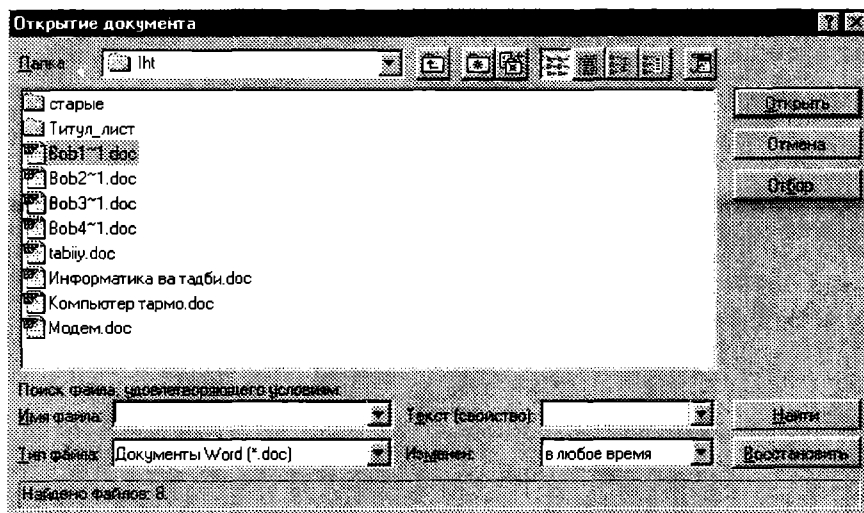 Открытие документа
Папка: lht
старые
Титул_лист
Bob1~1.doc
Bob2~1.doc
Bob3~1.doc
Bob4~1.doc
tabiiy.doc
Информатика ва тадби.doc
Компьютер тармо.doc
Модем.doc
Открыть
Отмена
Отбор
Поиск файла, удовлетворяющего условиям:
Имя файла: Текст (свойство): Найти
Тип файла: Документы Word (*.doc) Изменен: в любое время Восстановить
Найдено файлов: 8.